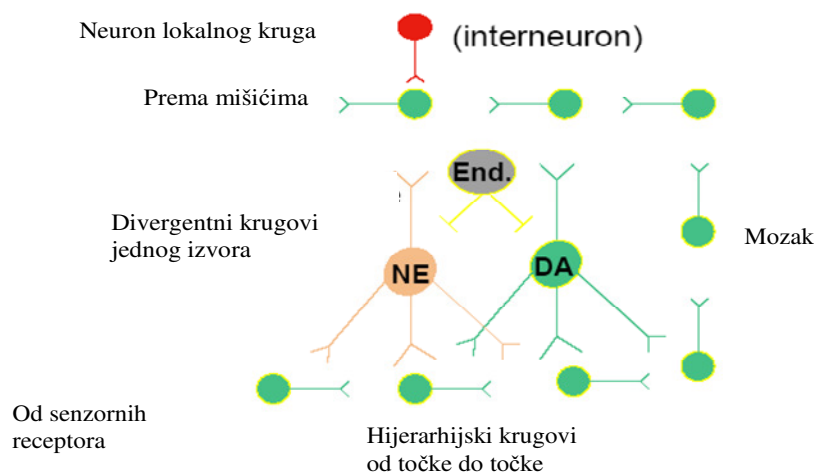 Neuron lokalnog kruga
(interneuron)
Prema mišićima
End.
Divergentni krugovi
jednog izvora
Mozak
NE
DA
Od senzornih
receptora
Hijerarhijski krugovi
od točke do točke